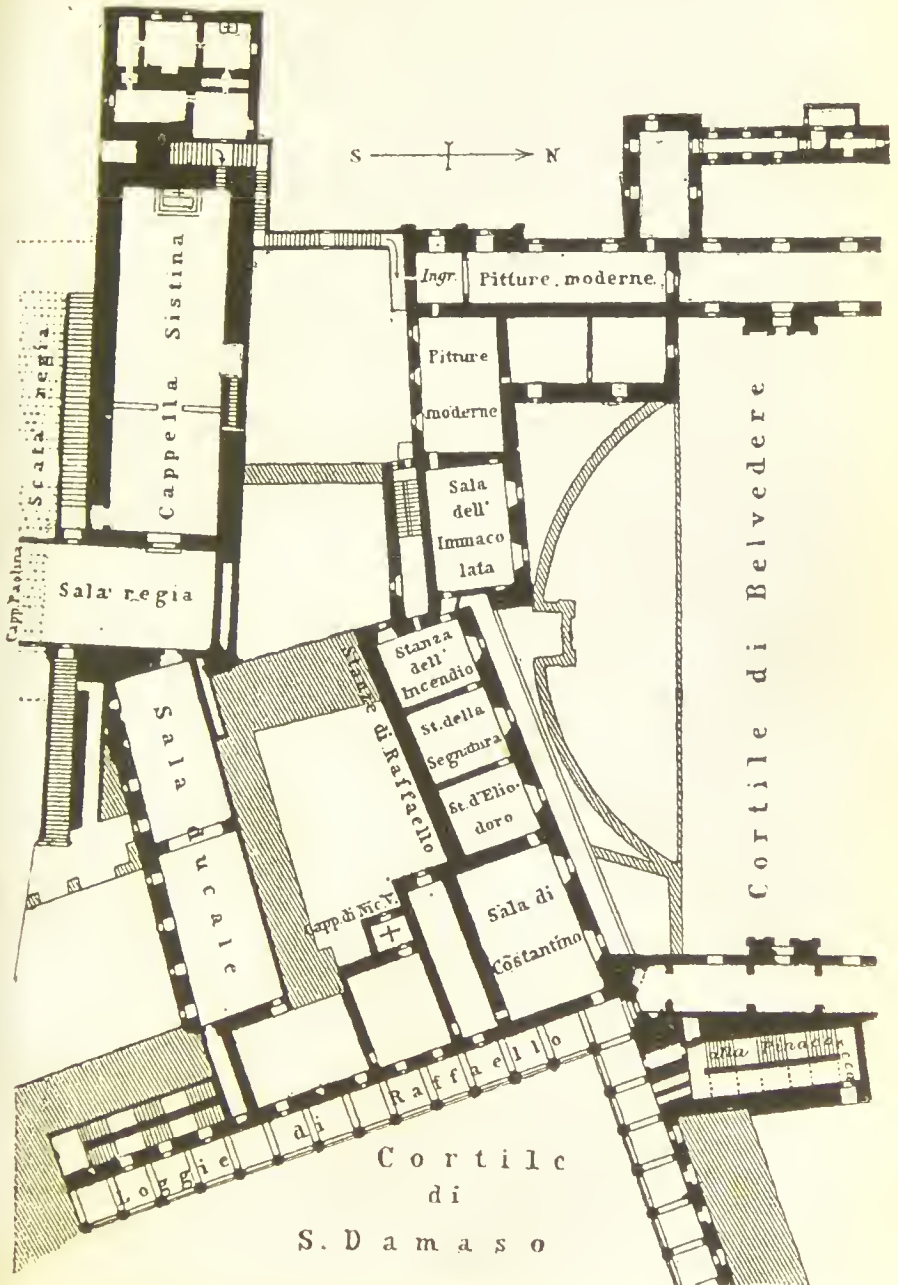 S N
Ingr.
Pitture moderne
Pitture
moderne
Scala regia
Cappella Sistina
Sala
dell'
Immaco
lata
Cortile di Belvedere
Capp. Paolina
Sala regia
Stanza
dell'
Incendio
Stanze di Raffaello
St. della
Segnatura
St. d'Elio-
doro
Sala ducale
Capp. di Nic. V.
Sala di
Costantino
Loggie di Raffaello
Cortile
di
S. Damaso